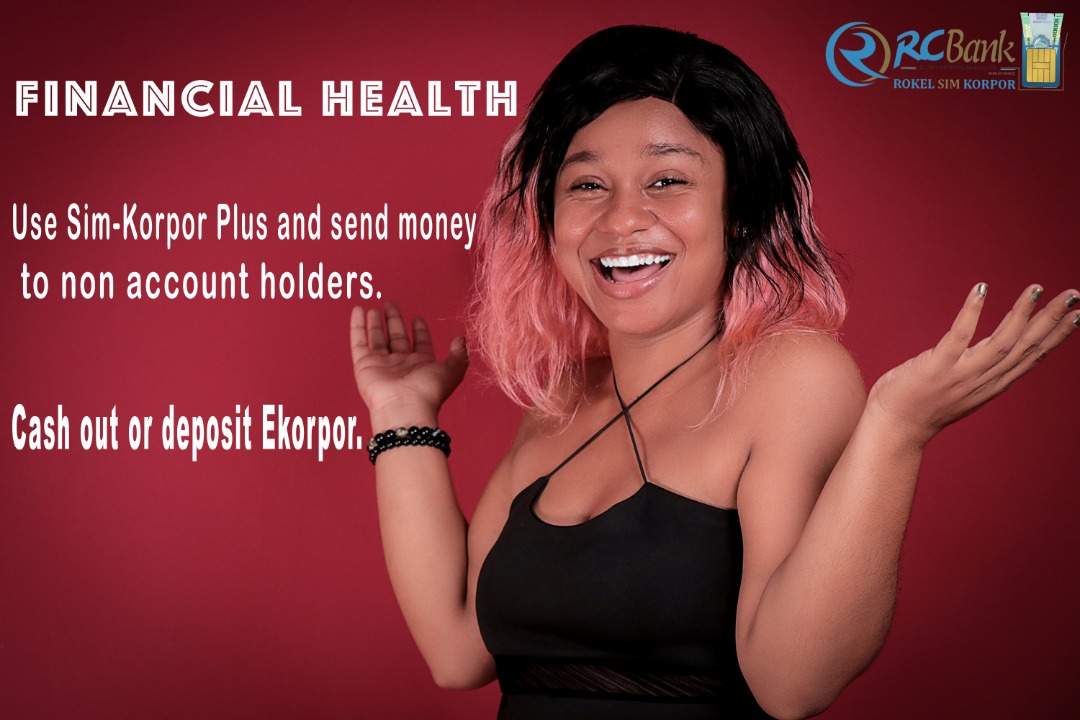 RCBank
ROKEL SIM KORPOR
FINANCIAL HEALTH
Use Sim-Korpor Plus and send money
to non account holders.
Cash out or deposit Ekorpor.